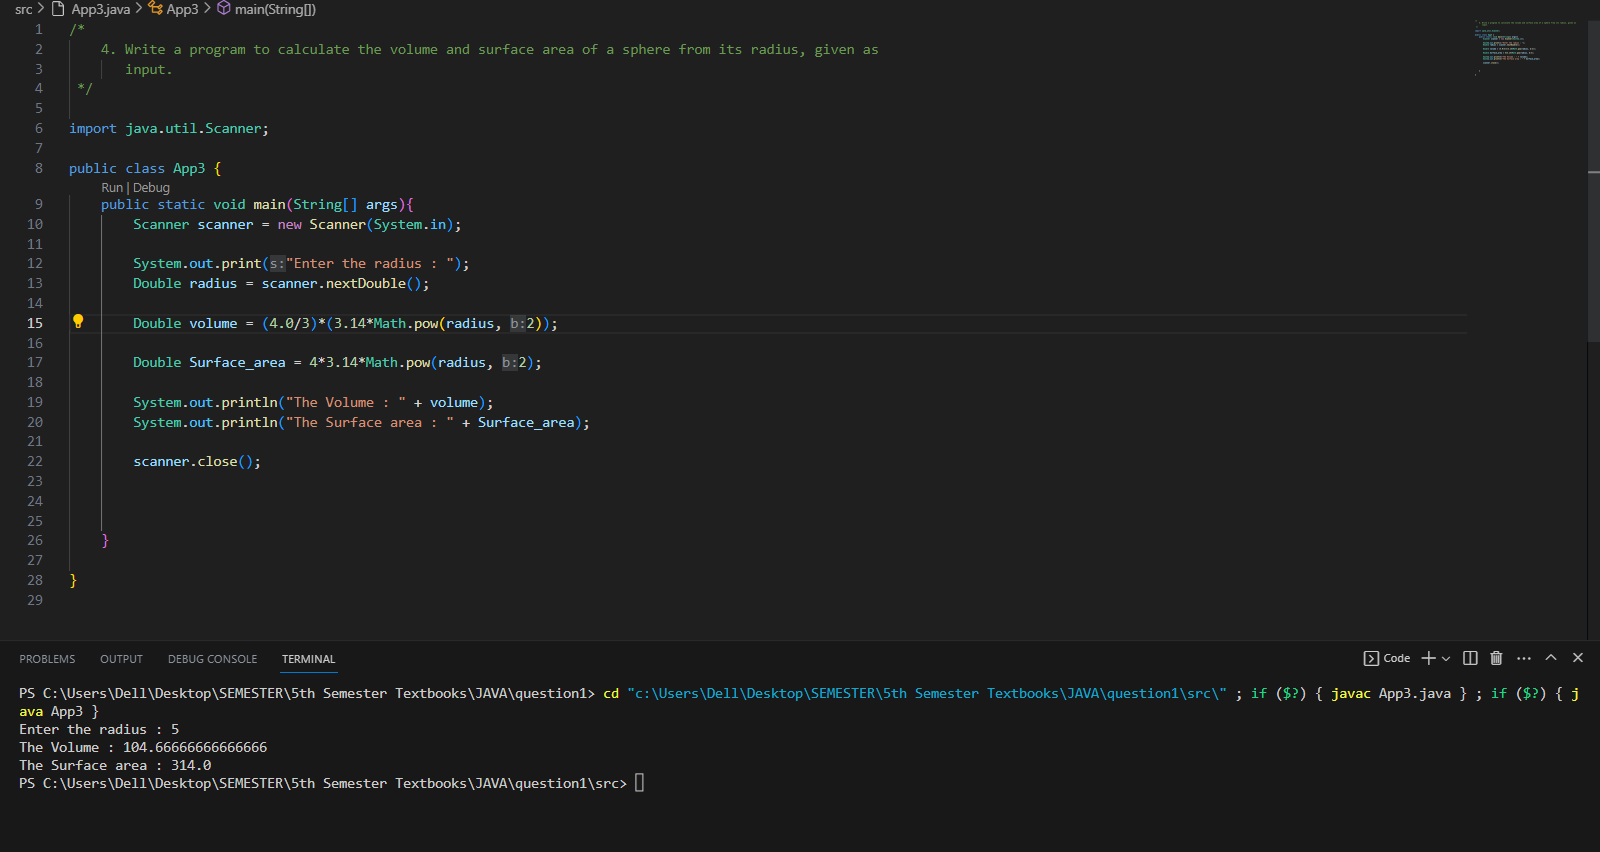 src > App3.java > App3 > main(String[])
1 /*
2 4. Write a program to calculate the volume and surface area of a sphere from its radius, given as
3 input.
4 */
5
6 import java.util.Scanner;
7
8 public class App3 {
Run | Debug
9 public static void main(String[] args){
10 Scanner scanner = new Scanner(System.in);
11
12 System.out.print(s:"Enter the radius : ");
13 Double radius = scanner.nextDouble();
14
15 Double volume = (4.0/3)*(3.14*Math.pow(radius, b:2));
16
17 Double Surface_area = 4*3.14*Math.pow(radius, b:2);
18
19 System.out.println("The Volume : " + volume);
20 System.out.println("The Surface area : " + Surface_area);
21
22 scanner.close();
23
24
25
26 }
27
28 }
29
PROBLEMS OUTPUT DEBUG CONSOLE TERMINAL Code
PS C:\Users\Dell\Desktop\SEMESTER\5th Semester Textbooks\JAVA\question1> cd "c:\Users\Dell\Desktop\SEMESTER\5th Semester Textbooks\JAVA\question1\src\" ; if ($?) { javac App3.java } ; if ($?) { j
ava App3 }
Enter the radius : 5
The Volume : 104.66666666666666
The Surface area : 314.0
PS C:\Users\Dell\Desktop\SEMESTER\5th Semester Textbooks\JAVA\question1\src>